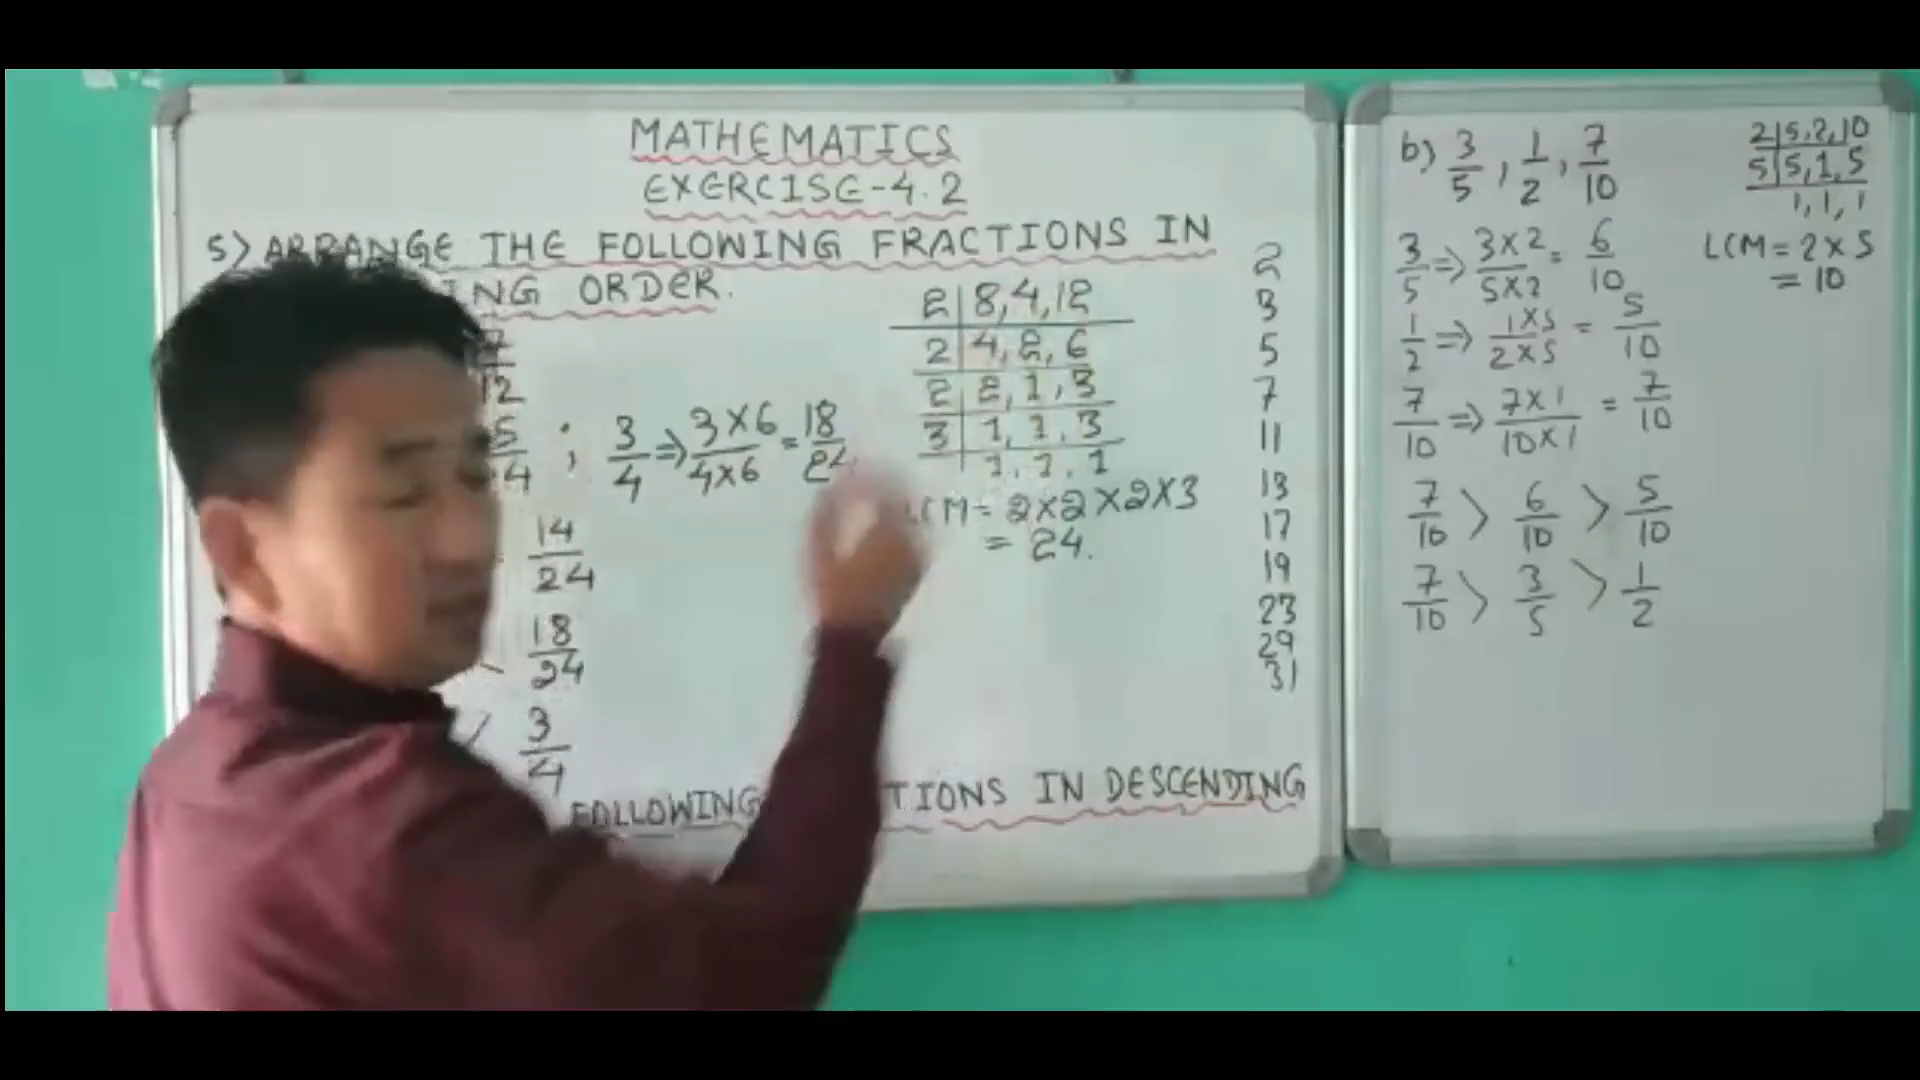 MATHEMATICS
EXERCISE-4.2
5) ARRANGE THE FOLLOWING FRACTIONS IN
ING ORDER.
12
; 3/4 ⇒ 3×6/4×6 = 18/24
14/24
18/24
3/4
2 | 8, 4, 12
2 | 4, 2, 6
2 | 2, 1, 3
3 | 1, 1, 3
1, 1, 1
LCM = 2×2×2×3
= 24.
FOLLOWING TIONS IN DESCENDING
2
3
5
7
11
13
17
19
23
29
31
b) 3/5, 1/2, 7/10
3/5 ⇒ 3×2/5×2 = 6/10
1/2 ⇒ 1×5/2×5 = 5/10
7/10 ⇒ 7×1/10×1 = 7/10
7/10 > 6/10 > 5/10
7/10 > 3/5 > 1/2
2 | 5, 2, 10
5 | 5, 1, 5
1, 1, 1
LCM = 2×5
= 10